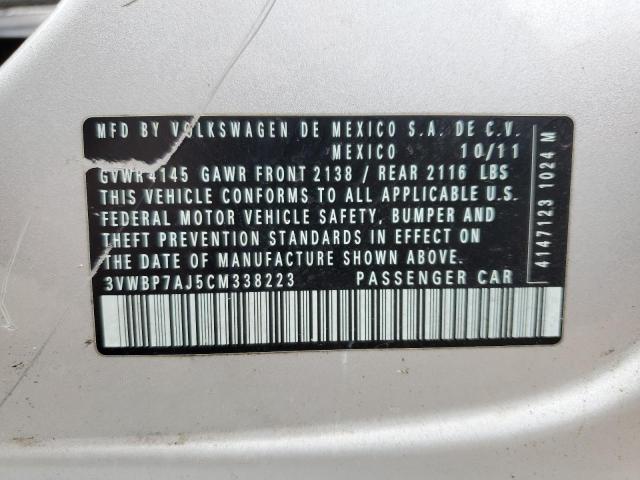 MFD BY VOLKSWAGEN DE MEXICO S.A. DE C.V.
MEXICO 10/11
GVWR 4145 GAWR FRONT 2138 / REAR 2116 LBS
THIS VEHICLE CONFORMS TO ALL APPLICABLE U.S.
FEDERAL MOTOR VEHICLE SAFETY, BUMPER AND
THEFT PREVENTION STANDARDS IN EFFECT ON
THE DATE OF MANUFACTURE SHOWN ABOVE.
3VWBP7AJ5CM338223 PASSENGER CAR
4147123 1024 M